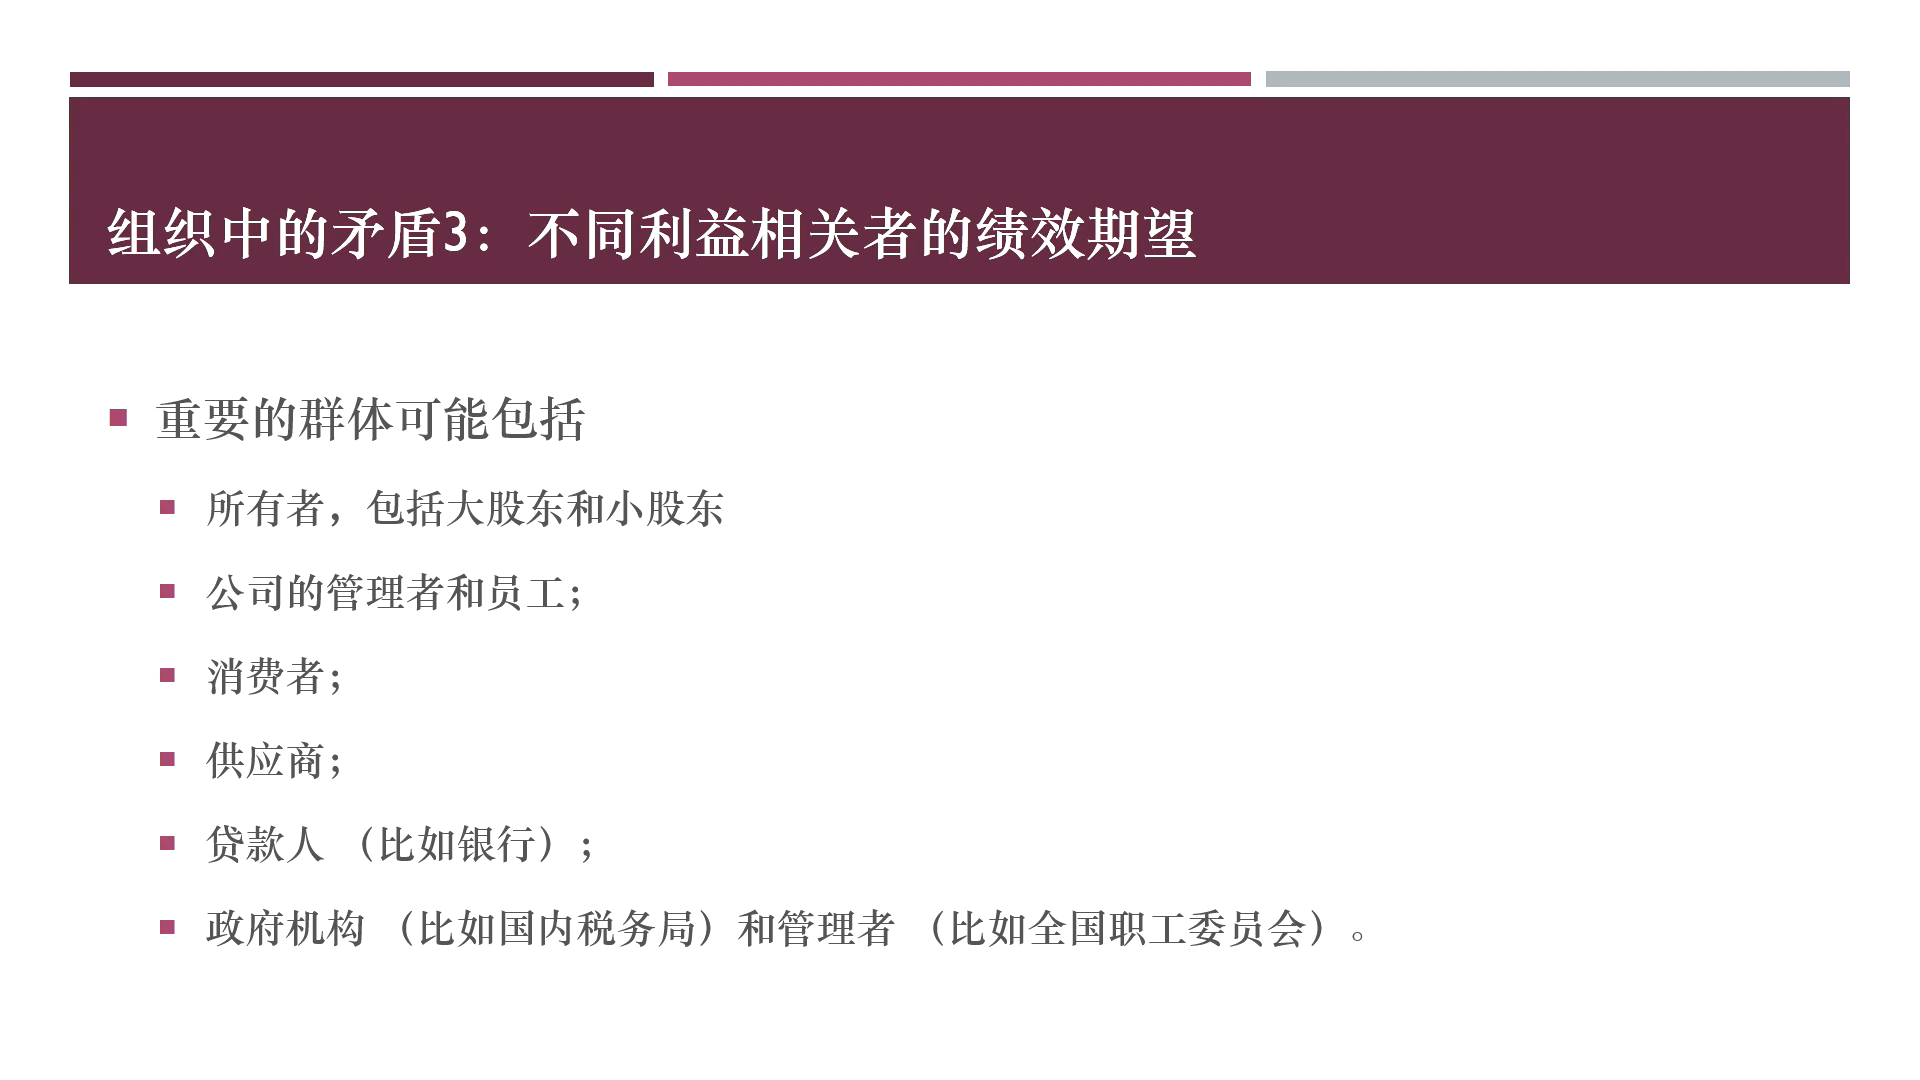 组织中的矛盾3：不同利益相关者的绩效期望
重要的群体可能包括
所有者，包括大股东和小股东
公司的管理者和员工；
消费者；
供应商；
贷款人 （比如银行）；
政府机构 （比如国内税务局）和管理者 （比如全国职工委员会）。